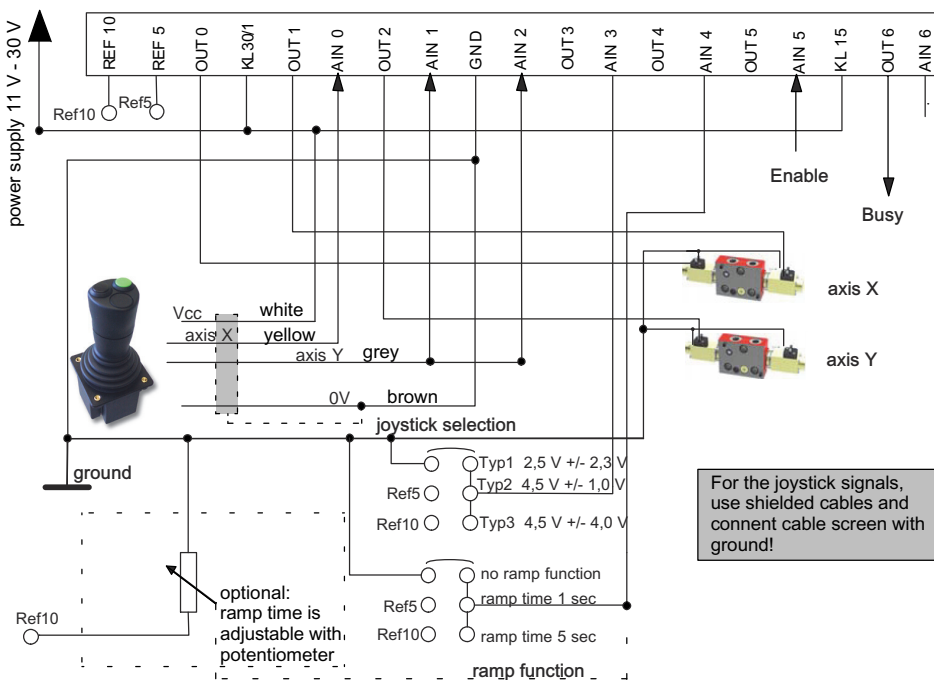 power supply 11 V - 30 V
REF 10
REF 5
OUT 0
KL30/1
OUT 1
AIN 0
OUT 2
AIN 1
GND
AIN 2
OUT 3
AIN 3
OUT 4
AIN 4
OUT 5
AIN 5
KL 15
OUT 6
AIN 6
Ref10
Ref5
Enable
Busy
axis X
axis Y
Vcc
white
axis X
yellow
axis Y
grey
0V
brown
joystick selection
ground
Typ1 2,5 V +/- 2,3 V
Ref5
Typ2 4,5 V +/- 1,0 V
Ref10
Typ3 4,5 V +/- 4,0 V
For the joystick signals,
use shielded cables and
connent cable screen with
ground!
no ramp function
Ref5
ramp time 1 sec
Ref10
ramp time 5 sec
ramp function
optional:
ramp time is
adjustable with
potentiometer
Ref10